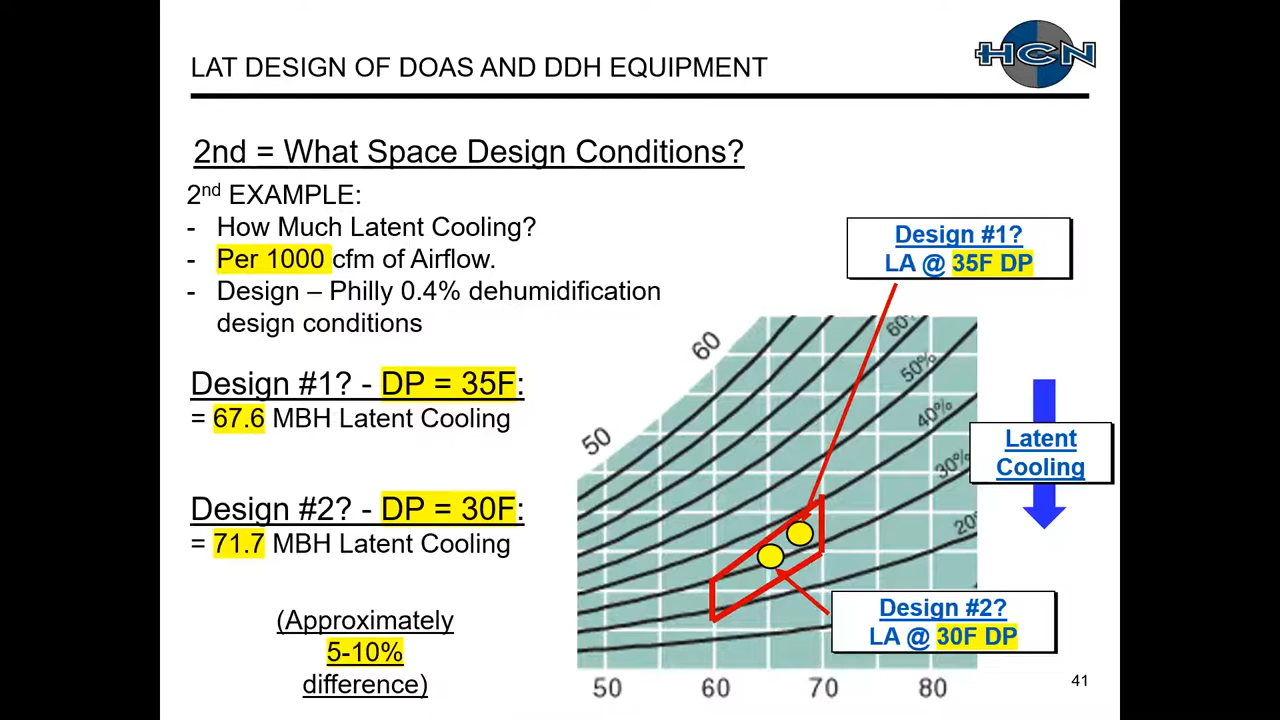 HCN
LAT DESIGN OF DOAS AND DDH EQUIPMENT
2nd = What Space Design Conditions?
2nd EXAMPLE:
- How Much Latent Cooling?
- Per 1000 cfm of Airflow.
- Design – Philly 0.4% dehumidification
design conditions
Design #1? - DP = 35F:
= 67.6 MBH Latent Cooling
Design #2? - DP = 30F:
= 71.7 MBH Latent Cooling
(Approximately
5-10%
difference)
Design #1?
LA @ 35F DP
60
50
60%
50%
40%
30%
20%
Latent
Cooling
Design #2?
LA @ 30F DP
50 60 70 80
41